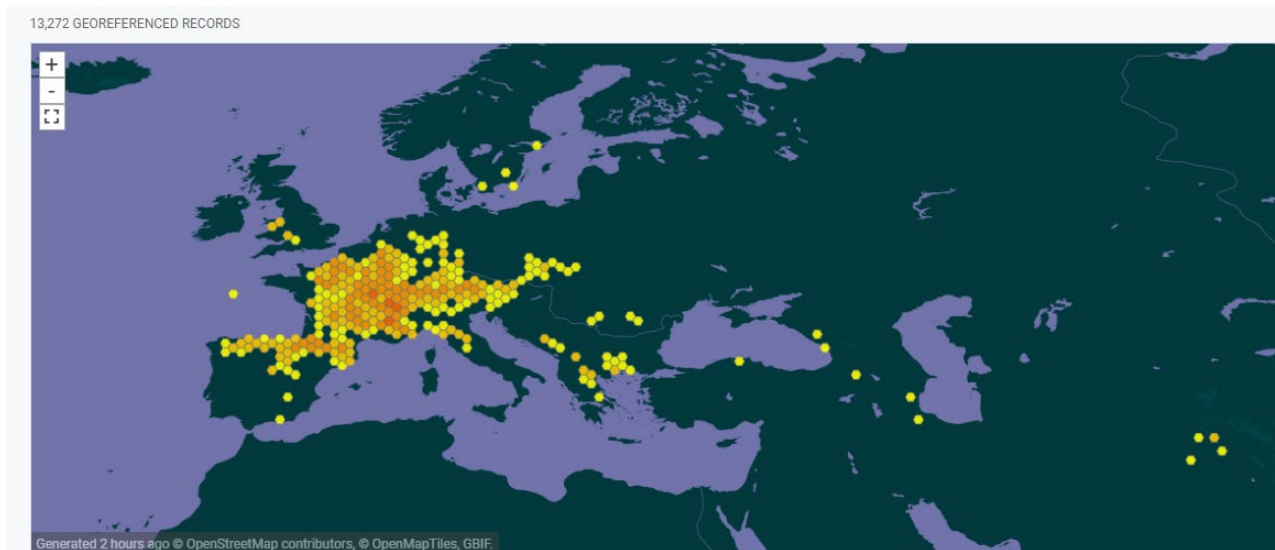 13,272 GEOREFERENCED RECORDS
+
-
Generated 2 hours ago © OpenStreetMap contributors, © OpenMapTiles, GBIF.